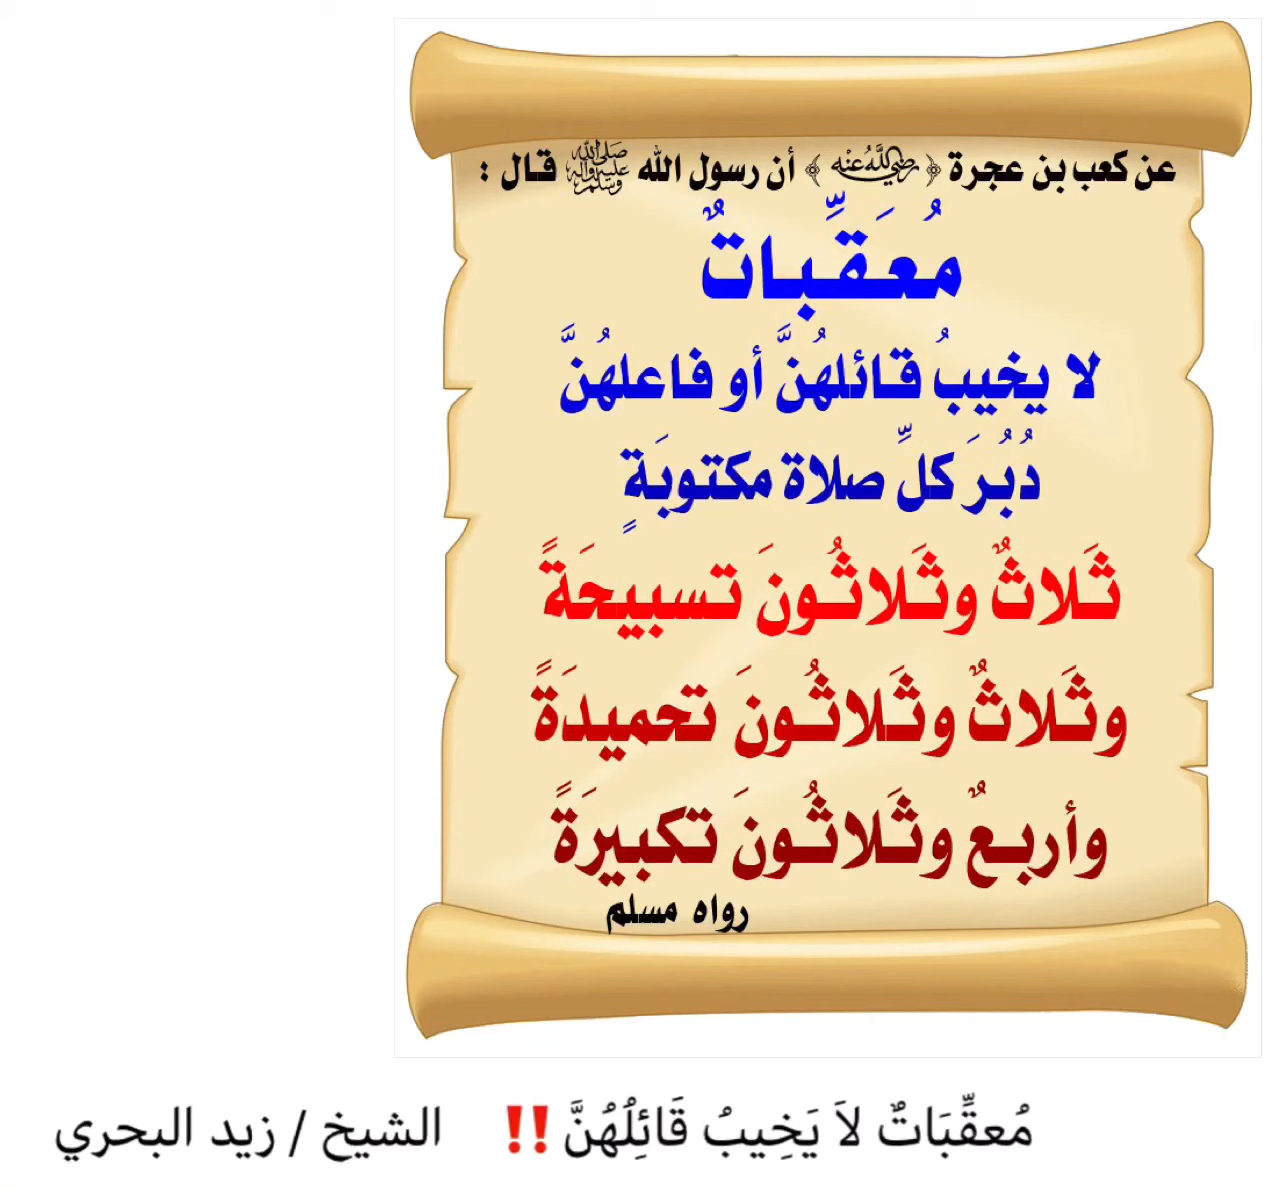 عن كعب بن عجرة ﴿رضي الله عنه﴾ أن رسول الله ﷺ قال :
مُعَقِّباتٌ
لا يخيبُ قائلهُنَّ أو فاعلهُنَّ
دُبُرَ كلِّ صلاة مكتوبَةٍ
ثَلاثٌ وثَلاثُونَ تسبيحَةً
وثَلاثٌ وثَلاثُونَ تحميدَةً
وأربعٌ وثَلاثُونَ تكبيرَةً
رواه مسلم
مُعقِّبَاتٌ لاَ يَخِيبُ قَائِلُهُنَّ ‼️ الشيخ / زيد البحري